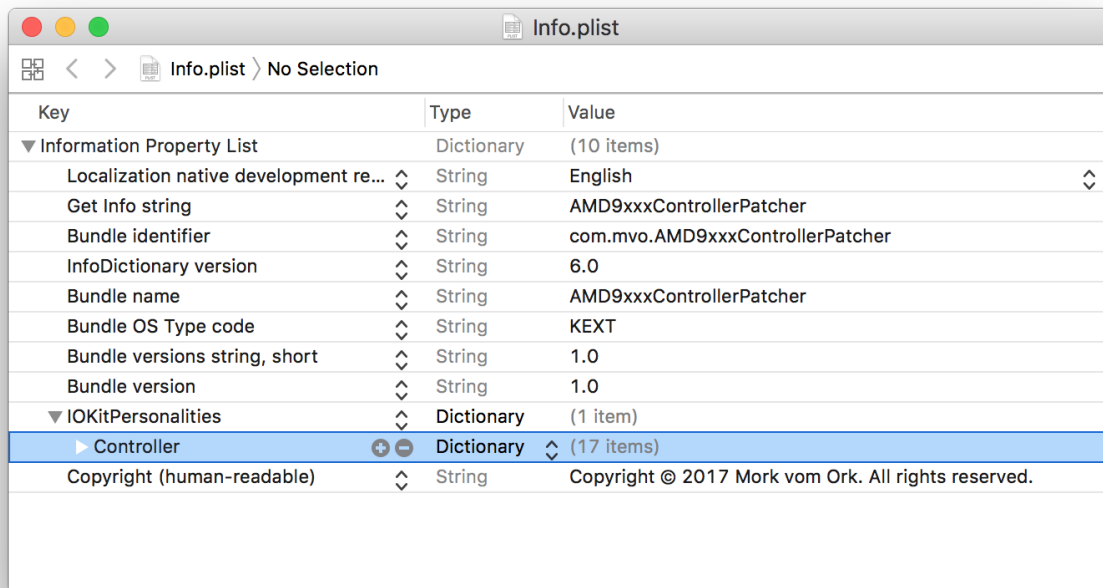 Info.plist
Info.plist No Selection
Key Type Value
Information Property List Dictionary (10 items)
Localization native development re... String English
Get Info string String AMD9xxxControllerPatcher
Bundle identifier String com.mvo.AMD9xxxControllerPatcher
InfoDictionary version String 6.0
Bundle name String AMD9xxxControllerPatcher
Bundle OS Type code String KEXT
Bundle versions string, short String 1.0
Bundle version String 1.0
IOKitPersonalities Dictionary (1 item)
Controller Dictionary (17 items)
Copyright (human-readable) String Copyright © 2017 Mork vom Ork. All rights reserved.